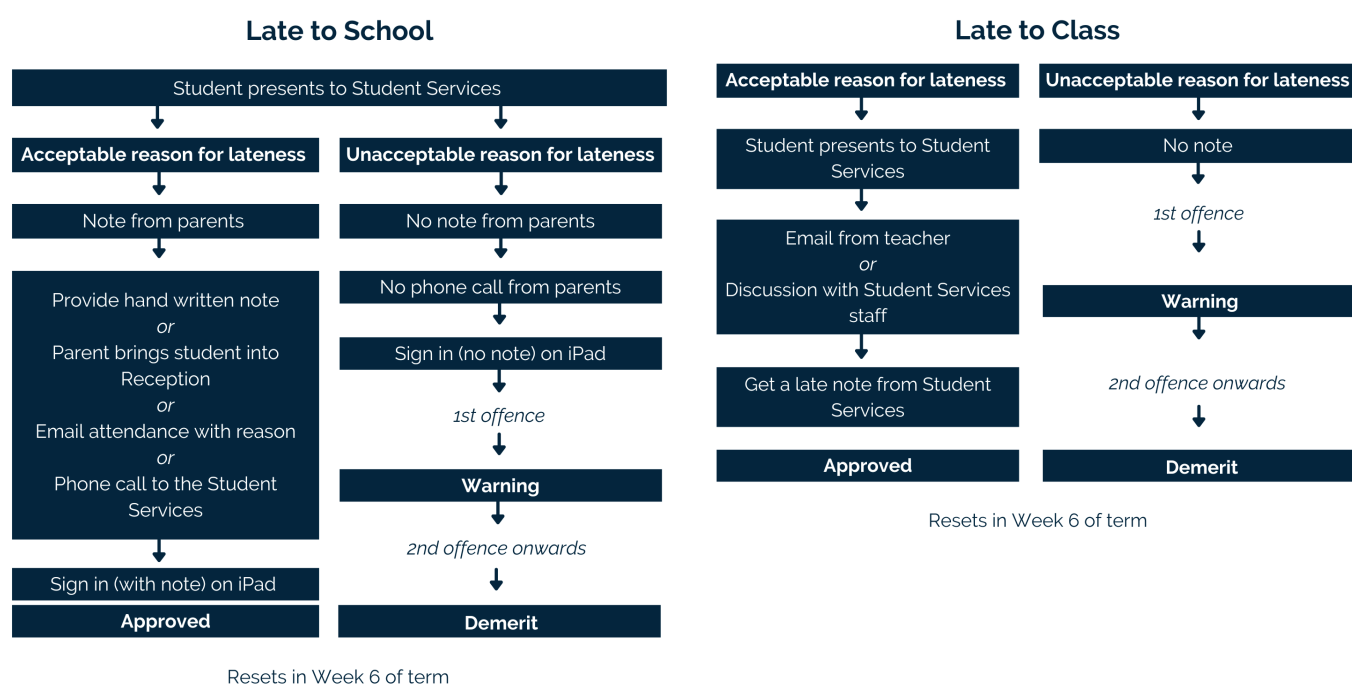 Late to School
Student presents to Student Services
Acceptable reason for lateness
Note from parents
Provide hand written note
or
Parent brings student into
Reception
or
Email attendance with reason
or
Phone call to the Student
Services
Sign in (with note) on iPad
Approved
Unacceptable reason for lateness
No note from parents
No phone call from parents
Sign in (no note) on iPad
1st offence
Warning
2nd offence onwards
Demerit
Resets in Week 6 of term
Late to Class
Acceptable reason for lateness
Student presents to Student
Services
Email from teacher
or
Discussion with Student Services
staff
Get a late note from Student
Services
Approved
Unacceptable reason for lateness
No note
1st offence
Warning
2nd offence onwards
Demerit
Resets in Week 6 of term